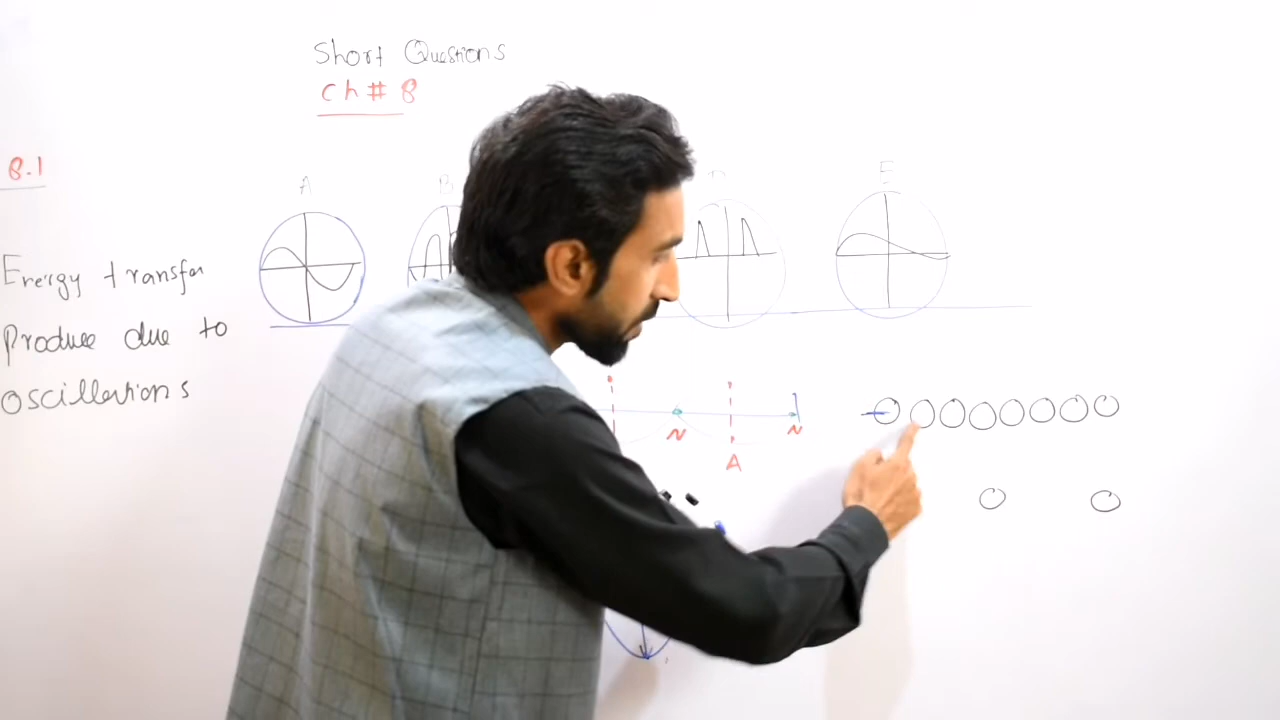 Short Questions
Ch # 8
8.1
A
B
E
Energy transfer
Produce due to
oscillations
N
N
A